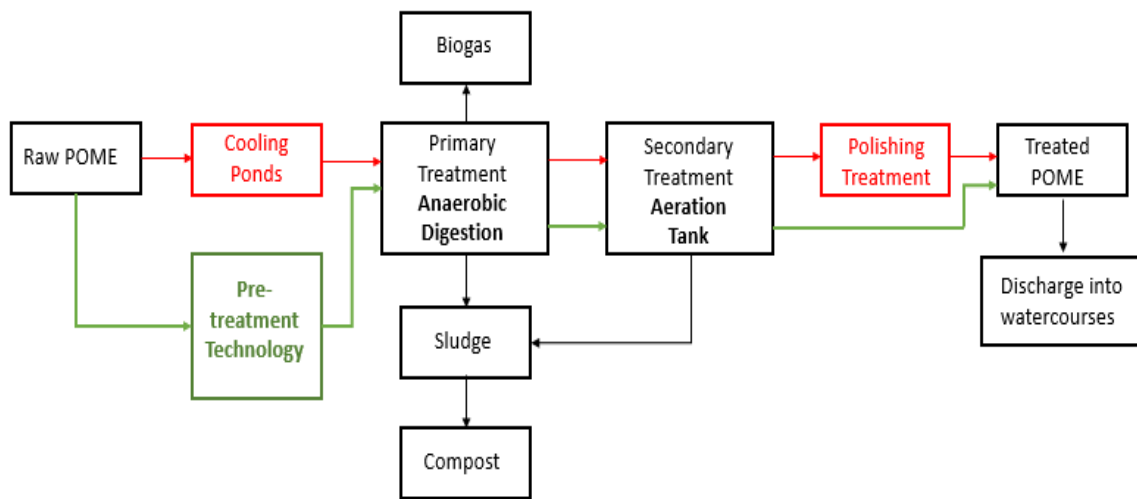 Biogas
Raw POME
Cooling
Ponds
Primary
Treatment
Anaerobic
Digestion
Secondary
Treatment
Aeration
Tank
Polishing
Treatment
Treated
POME
Pre-
treatment
Technology
Sludge
Discharge into
watercourses
Compost